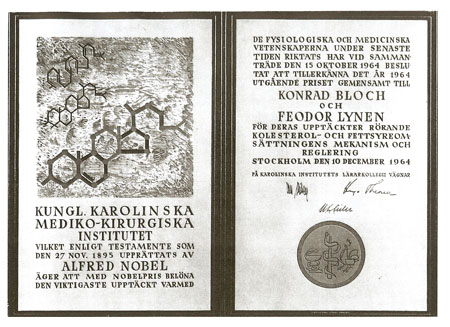 KUNGL. KAROLINSKA
MEDIKO-KIRURGISKA
INSTITUTET
VILKET ENLIGT TESTAMENTE SOM
DEN 27 NOV. 1895 UPPRÄTTATS AV
ALFRED NOBEL
ÄGER ATT MED NOBELPRIS BELÖNA
DEN VIKTIGASTE UPPTÄCKT VARMED
DE FYSIOLOGISKA OCH MEDICINSKA
VETENSKAPERNA UNDER SENASTE
TIDEN RIKTATS HAR VID SAMMAN-
TRÄDE DEN 15 OKTOBER 1964 BESLU
TAT ATT TILLERKÄNNA DET ÅR 1964
UTGÅENDE PRISET GEMENSAMT TILL
KONRAD BLOCH
OCH
FEODOR LYNEN
FÖR DERAS UPPTÄCKTER RÖRANDE
KOLESTEROL- OCH FETTSYREOM-
SÄTTNINGENS MEKANISM OCH
REGLERING
STOCKHOLM DEN 10 DECEMBER 1964
PÅ KAROLINSKA INSTITUTETS LÄRARKOLLEGII VÄGNAR